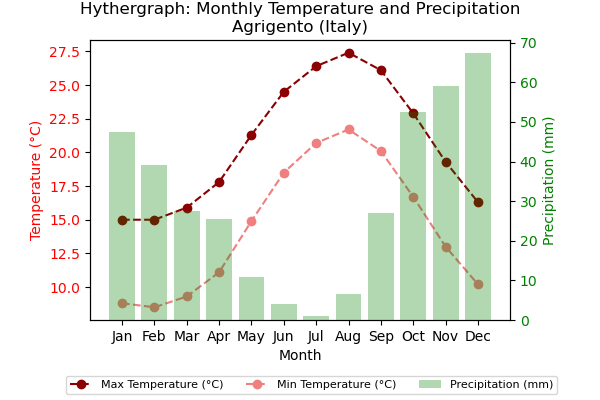 Hythergraph: Monthly Temperature and Precipitation
Agrigento (Italy)
27.5
25.0
22.5
20.0
17.5
15.0
12.5
10.0
Temperature (°C)
70
60
50
40
30
20
10
0
Precipitation (mm)
Jan Feb Mar Apr May Jun Jul Aug Sep Oct Nov Dec
Month
Max Temperature (°C) Min Temperature (°C) Precipitation (mm)